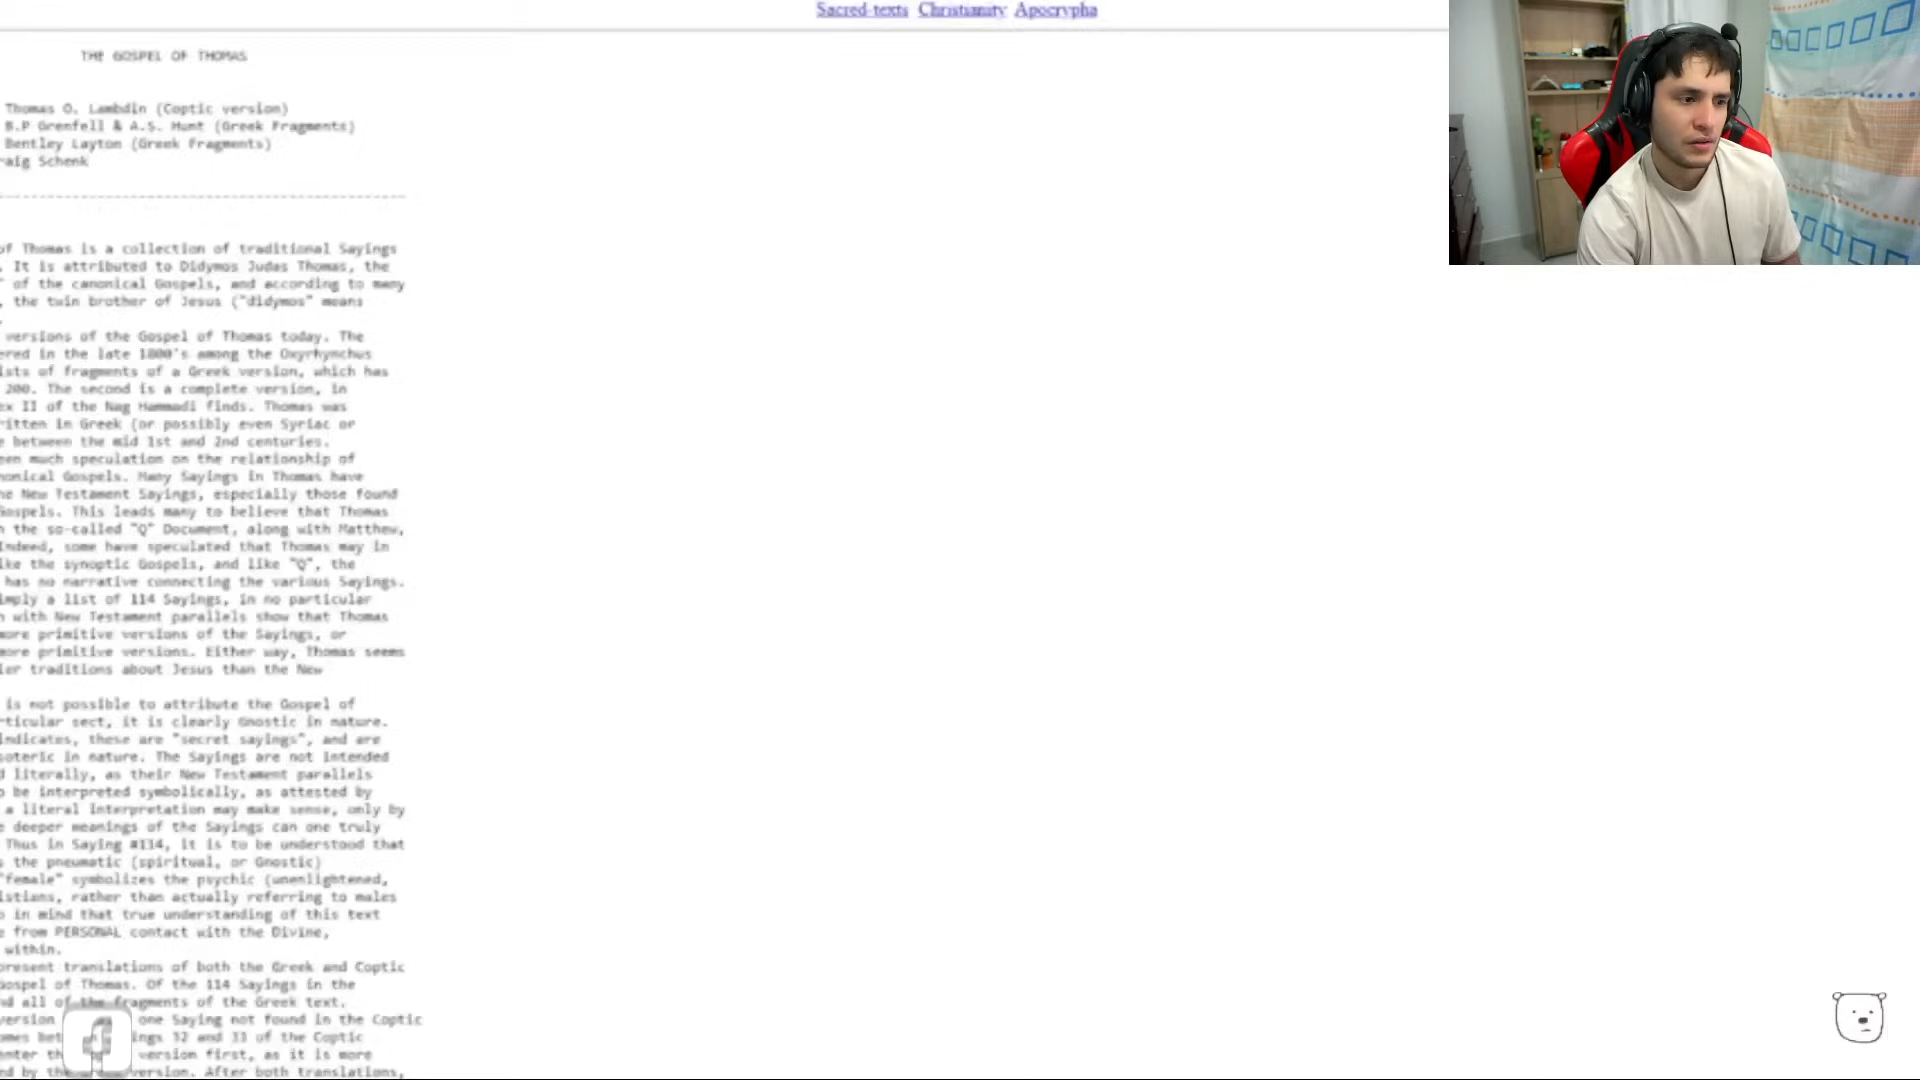 Sacred-texts Christianity Apocrypha
THE GOSPEL OF THOMAS
Thomas O. Lambdin (Coptic version)
B.P Grenfell & A.S. Hunt (Greek Fragments)
Bentley Layton (Greek Fragments)
raig Schenk
of Thomas is a collection of traditional Sayings
. It is attributed to Didymos Judas Thomas, the
" of the canonical Gospels, and according to many
, the twin brother of Jesus ("didymos" means
versions of the Gospel of Thomas today. The
ered in the late 1800's among the Oxyrhynchus
ists of fragments of a Greek version, which has
200. The second is a complete version, in
ex II of the Nag Hammadi finds. Thomas was
ritten in Greek (or possibly even Syriac or
e between the mid 1st and 2nd centuries.
een much speculation on the relationship of
nonical Gospels. Many Sayings in Thomas have
he New Testament Sayings, especially those found
Gospels. This leads many to believe that Thomas
n the so-called "Q" Document, along with Matthew,
Indeed, some have speculated that Thomas may in
ike the synoptic Gospels, and like "Q", the
has no narrative connecting the various Sayings.
imply a list of 114 Sayings, in no particular
n with New Testament parallels show that Thomas
more primitive versions of the Sayings, or
more primitive versions. Either way, Thomas seems
ier traditions about Jesus than the New
is not possible to attribute the Gospel of
rticular sect, it is clearly Gnostic in nature.
indicates, these are "secret sayings", and are
soteric in nature. The Sayings are not intended
d literally, as their New Testament parallels
o be interpreted symbolically, as attested by
a literal interpretation may make sense, only by
e deeper meanings of the Sayings can one truly
Thus in Saying #114, it is to be understood that
s the pneumatic (spiritual, or Gnostic)
"female" symbolizes the psychic (unenlightened,
istians, rather than actually referring to males
p in mind that true understanding of this text
e from PERSONAL contact with the Divine,
within.
present translations of both the Greek and Coptic
Gospel of Thomas. Of the 114 Sayings in the
nd all of the fragments of the Greek text.
version one Saying not found in the Coptic
omes bet ings 32 and 33 of the Coptic
enter th version first, as it is more
nd by the version. After both translations,